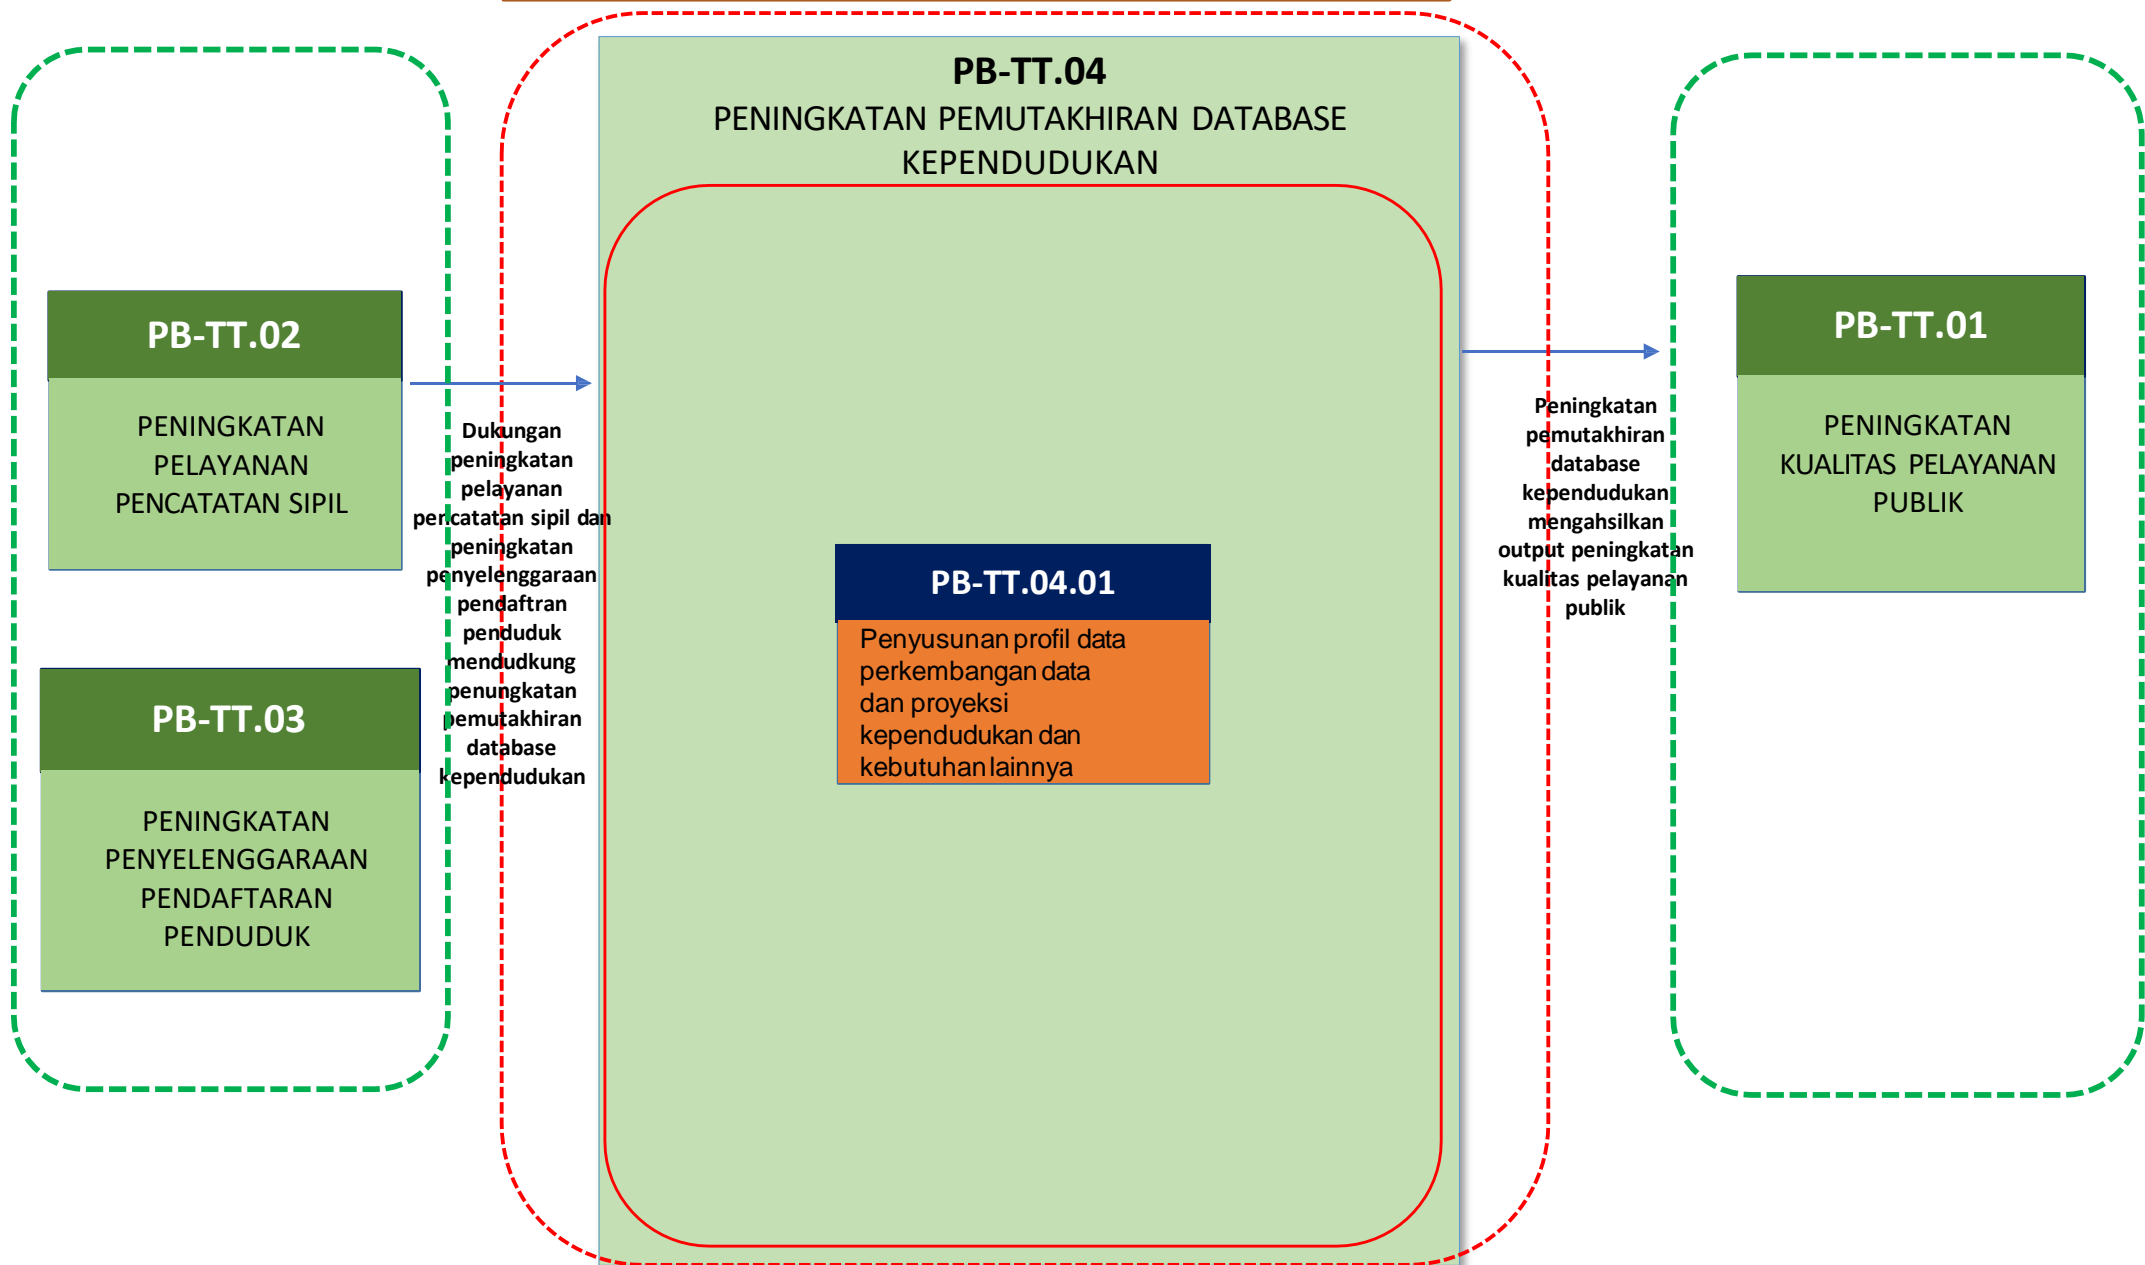 PB-TT.04
PENINGKATAN PEMUTAKHIRAN DATABASE
KEPENDUDUKAN
PB-TT.02
PENINGKATAN
PELAYANAN
PENCATATAN SIPIL
PB-TT.03
PENINGKATAN
PENYELENGGARAAN
PENDAFTARAN
PENDUDUK
Dukungan
peningkatan
pelayanan
pencatatan sipil dan
peningkatan
penyelenggaraan
pendaftran
penduduk
mendudkung
penungkatan
pemutakhiran
database
kependudukan
PB-TT.04.01
Penyusunan profil data
perkembangan data
dan proyeksi
kependudukan dan
kebutuhan lainnya
Peningkatan
pemutakhiran
database
kependudukan
mengahsilkan
output peningkatan
kualitas pelayanan
publik
PB-TT.01
PENINGKATAN
KUALITAS PELAYANAN
PUBLIK